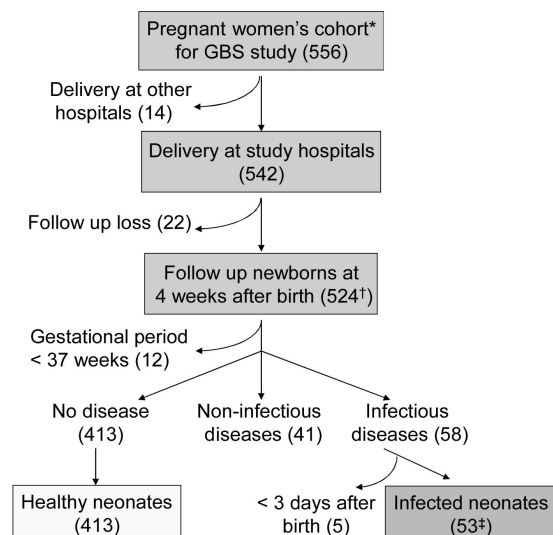 Pregnant women's cohort*
for GBS study (556)
Delivery at other
hospitals (14)
Delivery at study hospitals
(542)
Follow up loss (22)
Follow up newborns at
4 weeks after birth (524†)
Gestational period
< 37 weeks (12)
No disease
(413)
Non-infectious
diseases (41)
Infectious
diseases (58)
Healthy neonates
(413)
< 3 days after
birth (5)
Infected neonates
(53‡)